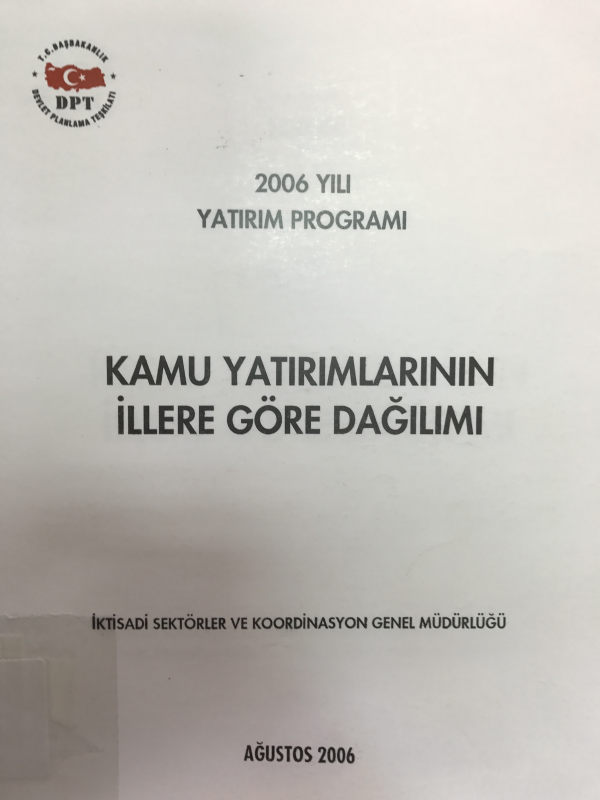 T.C. BAŞBAKANLIK
DPT
DEVLET PLANLAMA TEŞKİLATI
2006 YILI
YATIRIM PROGRAMI
KAMU YATIRIMLARININ
İLLERE GÖRE DAĞILIMI
İKTİSADİ SEKTÖRLER VE KOORDİNASYON GENEL MÜDÜRLÜĞÜ
AĞUSTOS 2006